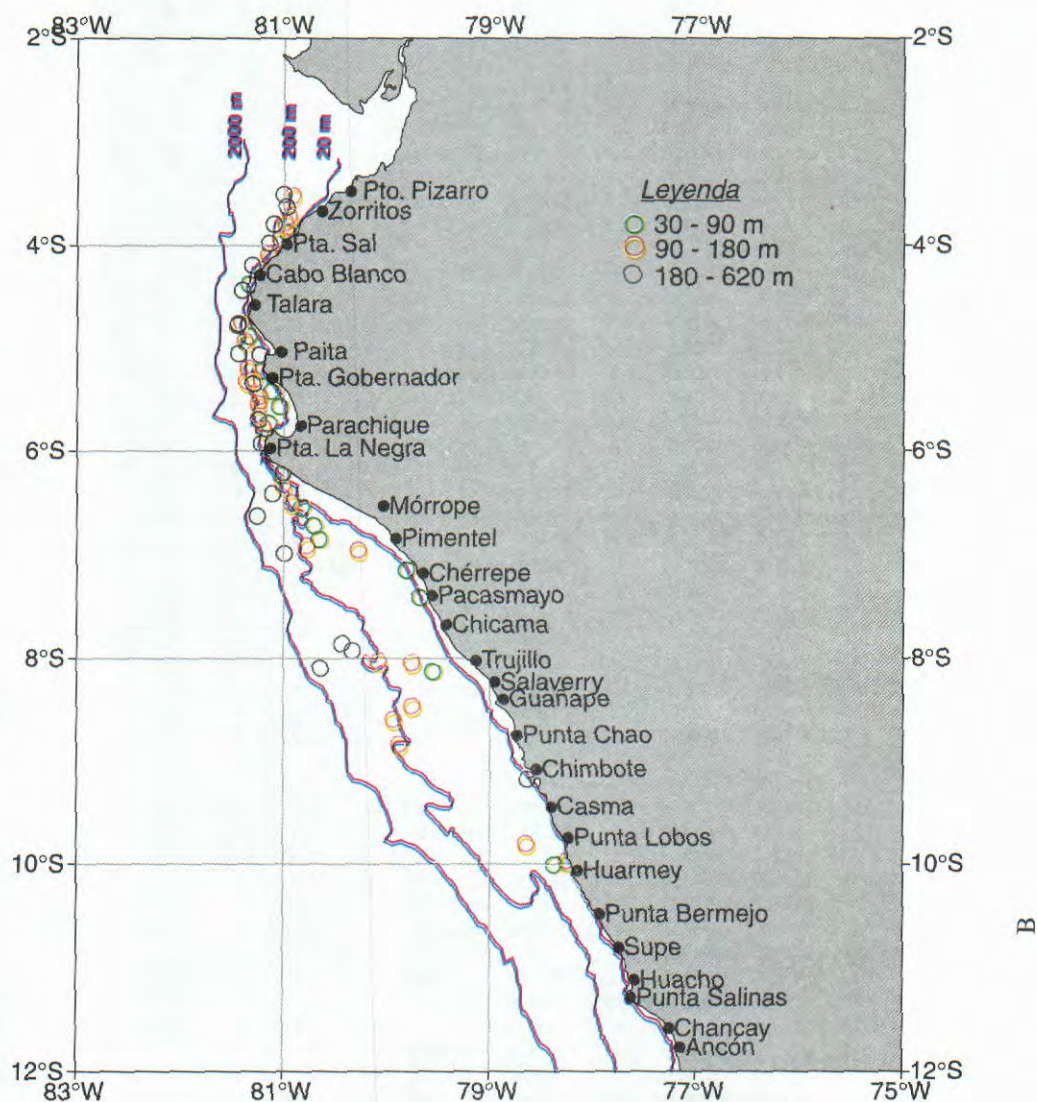 83°W 81°W 79°W 77°W
2°S 2°S
2000 m
200 m
20 m
Pto. Pizarro
Zorritos
Leyenda
30 - 90 m
90 - 180 m
180 - 620 m
4°S 4°S
Pta. Sal
Cabo Blanco
Talara
Paita
Pta. Gobernador
Parachique
6°S 6°S
Pta. La Negra
Mórrope
Pimentel
Chérrepe
Pacasmayo
Chicama
8°S 8°S
Trujillo
Salaverry
Guañape
Punta Chao
Chimbote
Casma
Punta Lobos
10°S 10°S
Huarmey
Punta Bermejo
B
Supe
Huacho
Punta Salinas
Chançay
Ancón
12°S 12°S
83°W 81°W 79°W 77°W 75°W